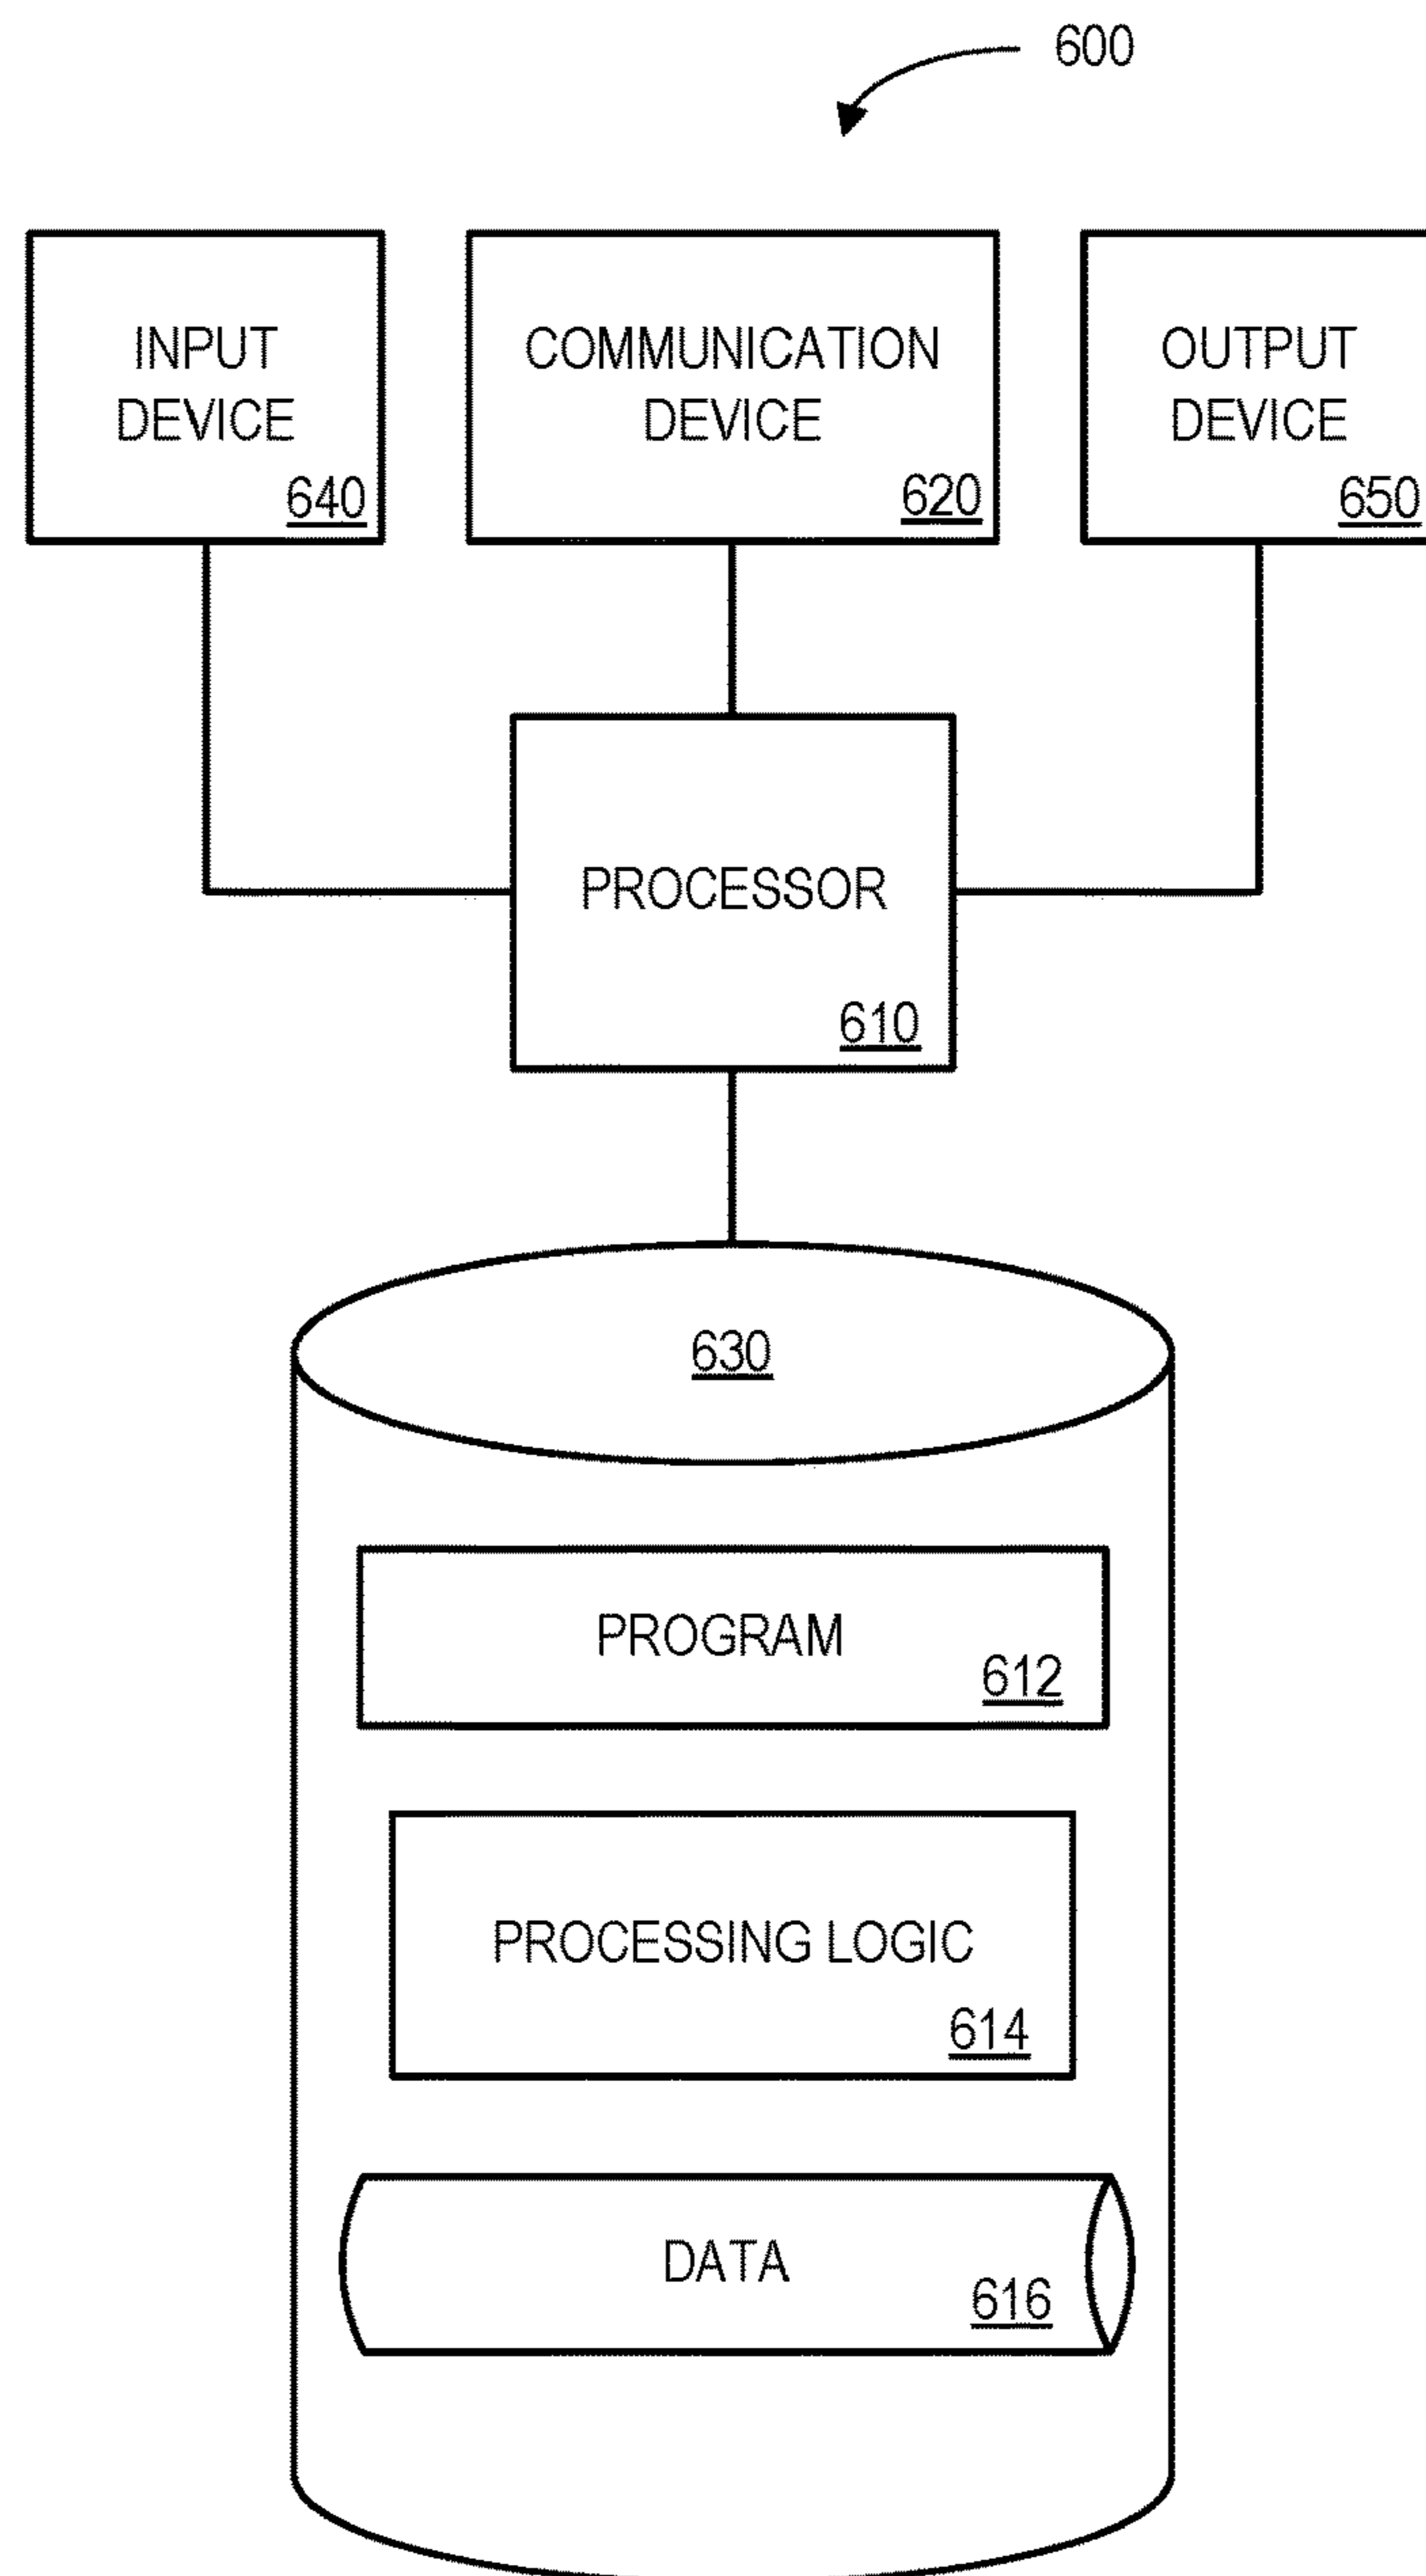 600
INPUT
DEVICE
640
COMMUNICATION
DEVICE
620
OUTPUT
DEVICE
650
PROCESSOR
610
630
PROGRAM
612
PROCESSING LOGIC
614
DATA
616